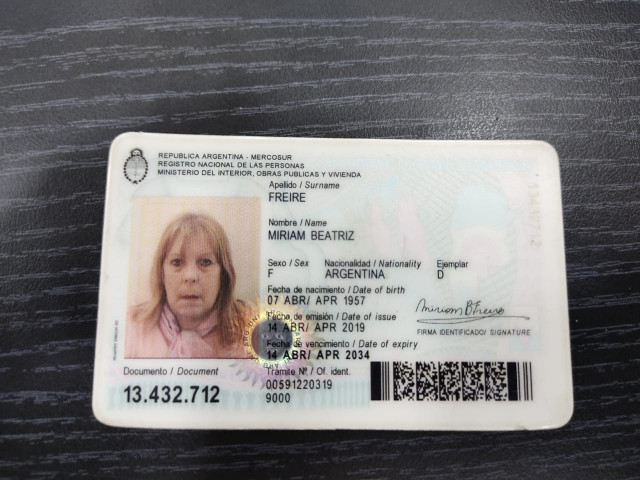 REPUBLICA ARGENTINA - MERCOSUR
REGISTRO NACIONAL DE LAS PERSONAS
MINISTERIO DEL INTERIOR, OBRAS PUBLICAS Y VIVIENDA
Apellido / Surname
FREIRE
Nombre / Name
MIRIAM BEATRIZ
Sexo / Sex Nacionalidad / Nationality Ejemplar
F ARGENTINA D
Fecha de nacimiento / Date of birth
07 ABR/ APR 1957
Fecha de emisión / Date of issue
14 ABR/ APR 2019
Fecha de vencimiento / Date of expiry
14 ABR/ APR 2034
FIRMA IDENTIFICADO/ SIGNATURE
Documento / Document
13.432.712
Tramite Nº / Of. ident.
00591220319
9000